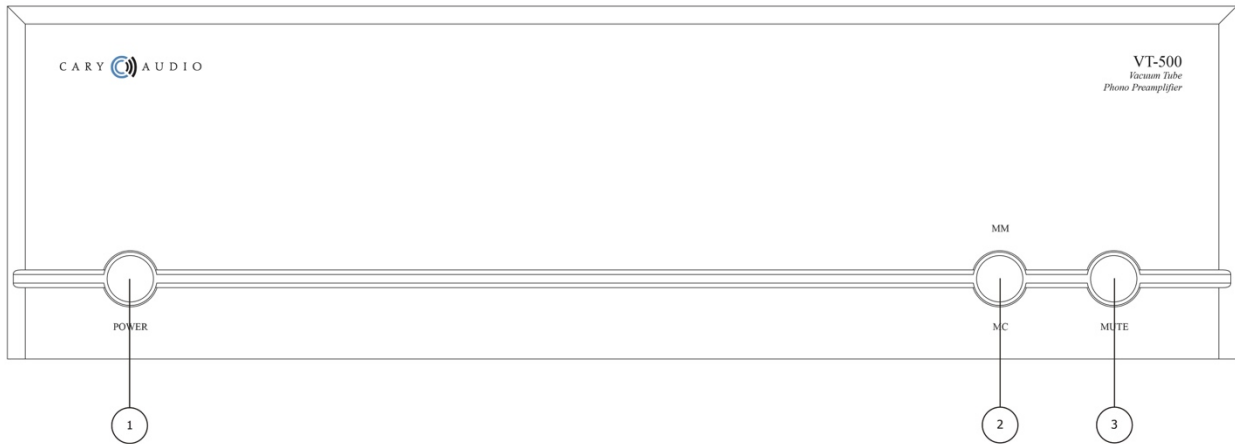 CARY AUDIO
VT-500
Vacuum Tube
Phono Preamplifier
MM
POWER
MC
MUTE
1
2
3